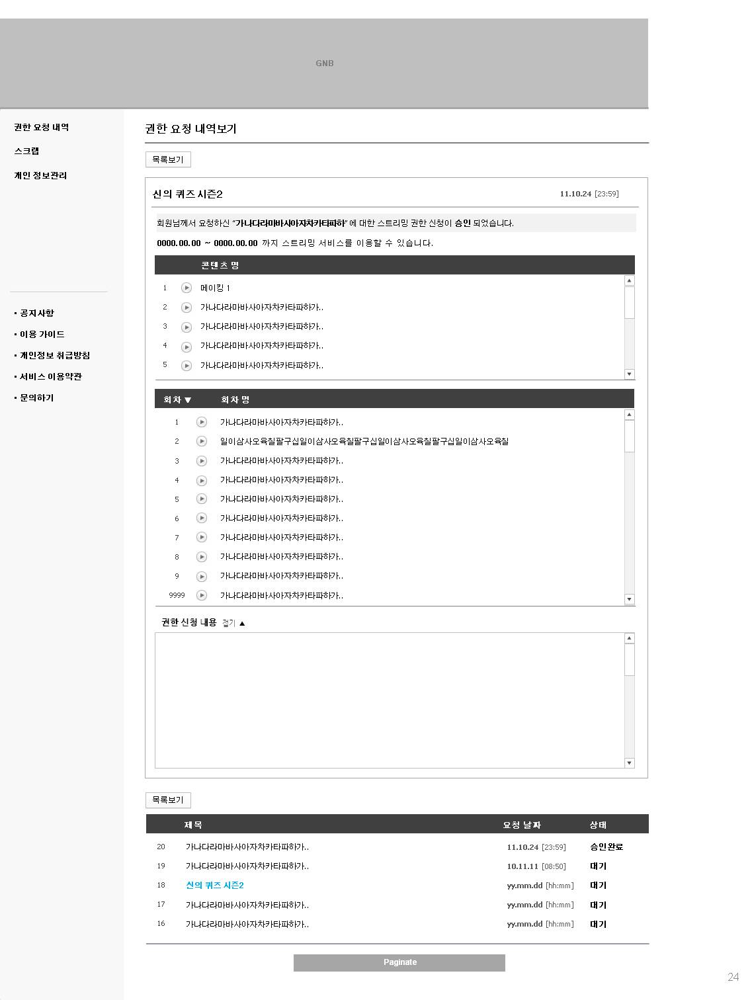 GNB
권한 요청 내역
스크랩
개인 정보관리
• 공지사항
• 이용 가이드
• 개인정보 취급방침
• 서비스 이용약관
• 문의하기
권한 요청 내역보기
목록보기
신의 퀴즈 시즌2 11.10.24 [23:59]
회원님께서 요청하신 “가나다라마바사아자차카타파하” 에 대한 스트리밍 권한 신청이 승인 되었습니다.
0000.00.00 ~ 0000.00.00 까지 스트리밍 서비스를 이용할 수 있습니다.
콘텐츠 명
1 메이킹 1
2 가나다라마바사아자차카타파하가..
3 가나다라마바사아자차카타파하가..
4 가나다라마바사아자차카타파하가..
5 가나다라마바사아자차카타파하가..
회차 ▼ 회차 명
1 가나다라마바사아자차카타파하가..
2 일이삼사오육칠팔구십일이삼사오육칠팔구십일이삼사오육칠팔구십일이삼사오육칠
3 가나다라마바사아자차카타파하가..
4 가나다라마바사아자차카타파하가..
5 가나다라마바사아자차카타파하가..
6 가나다라마바사아자차카타파하가..
7 가나다라마바사아자차카타파하가..
8 가나다라마바사아자차카타파하가..
9 가나다라마바사아자차카타파하가..
9999 가나다라마바사아자차카타파하가..
권한 신청 내용 접기 ▲
목록보기
제목 요청 날짜 상태
20 가나다라마바사아자차카타파하가.. 11.10.24 [23:59] 승인완료
19 가나다라마바사아자차카타파하가.. 10.11.11 [08:50] 대기
18 신의 퀴즈 시즌2 yy.mm.dd [hh:mm] 대기
17 가나다라마바사아자차카타파하가.. yy.mm.dd [hh:mm] 대기
16 가나다라마바사아자차카타파하가.. yy.mm.dd [hh:mm] 대기
Paginate
24